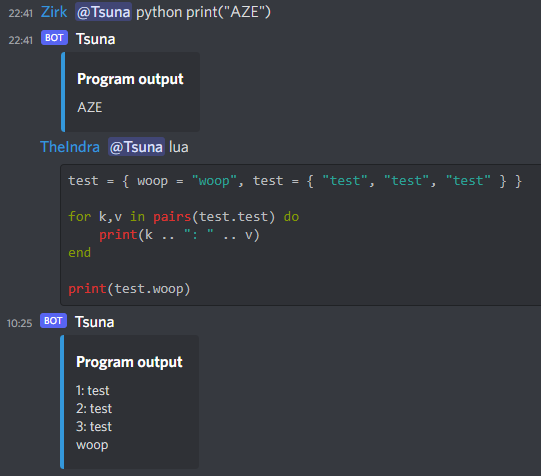 22:41 Zirk @Tsuna python print("AZE")
22:41 BOT Tsuna
Program output
AZE
TheIndra @Tsuna lua
test = { woop = "woop", test = { "test", "test", "test" } }
for k,v in pairs(test.test) do
    print(k .. ": " .. v)
end
print(test.woop)
10:25 BOT Tsuna
Program output
1: test
2: test
3: test
woop